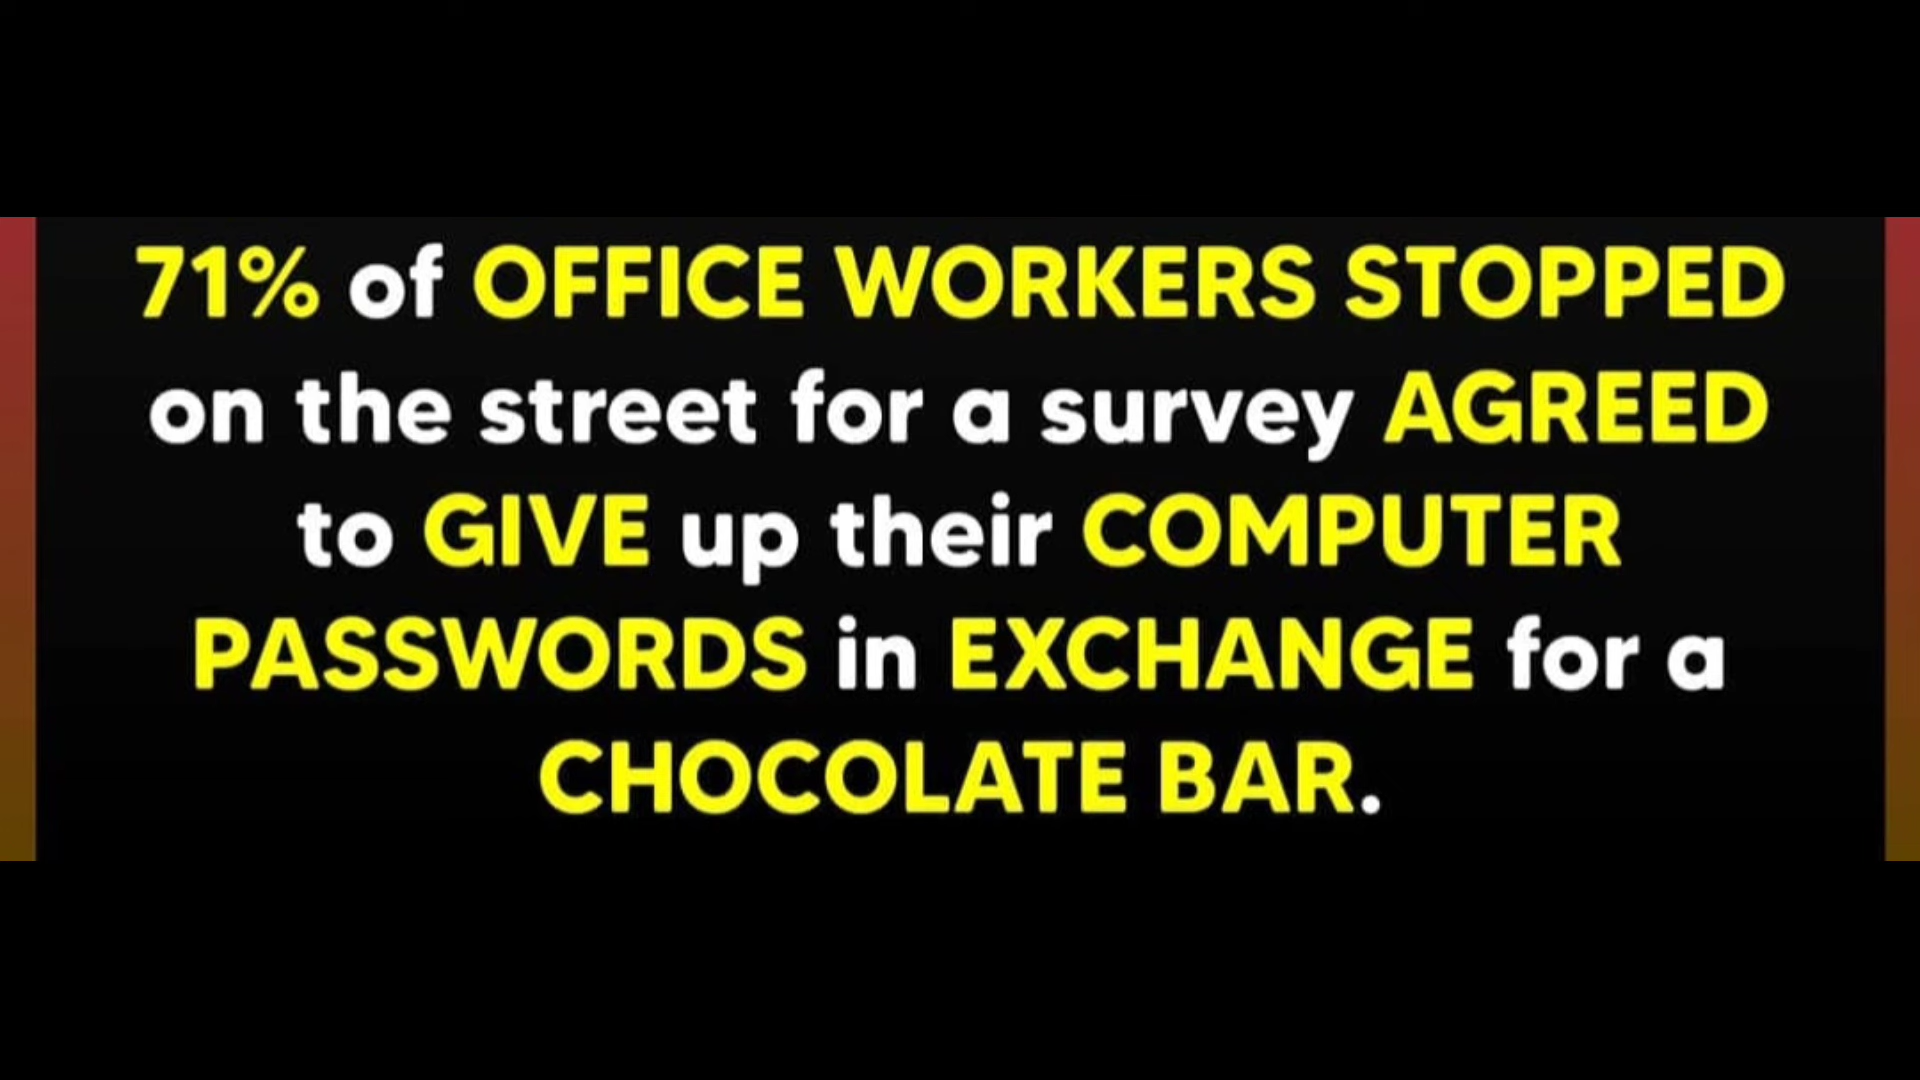 71% of OFFICE WORKERS STOPPED
on the street for a survey AGREED
to GIVE up their COMPUTER
PASSWORDS in EXCHANGE for a
CHOCOLATE BAR.